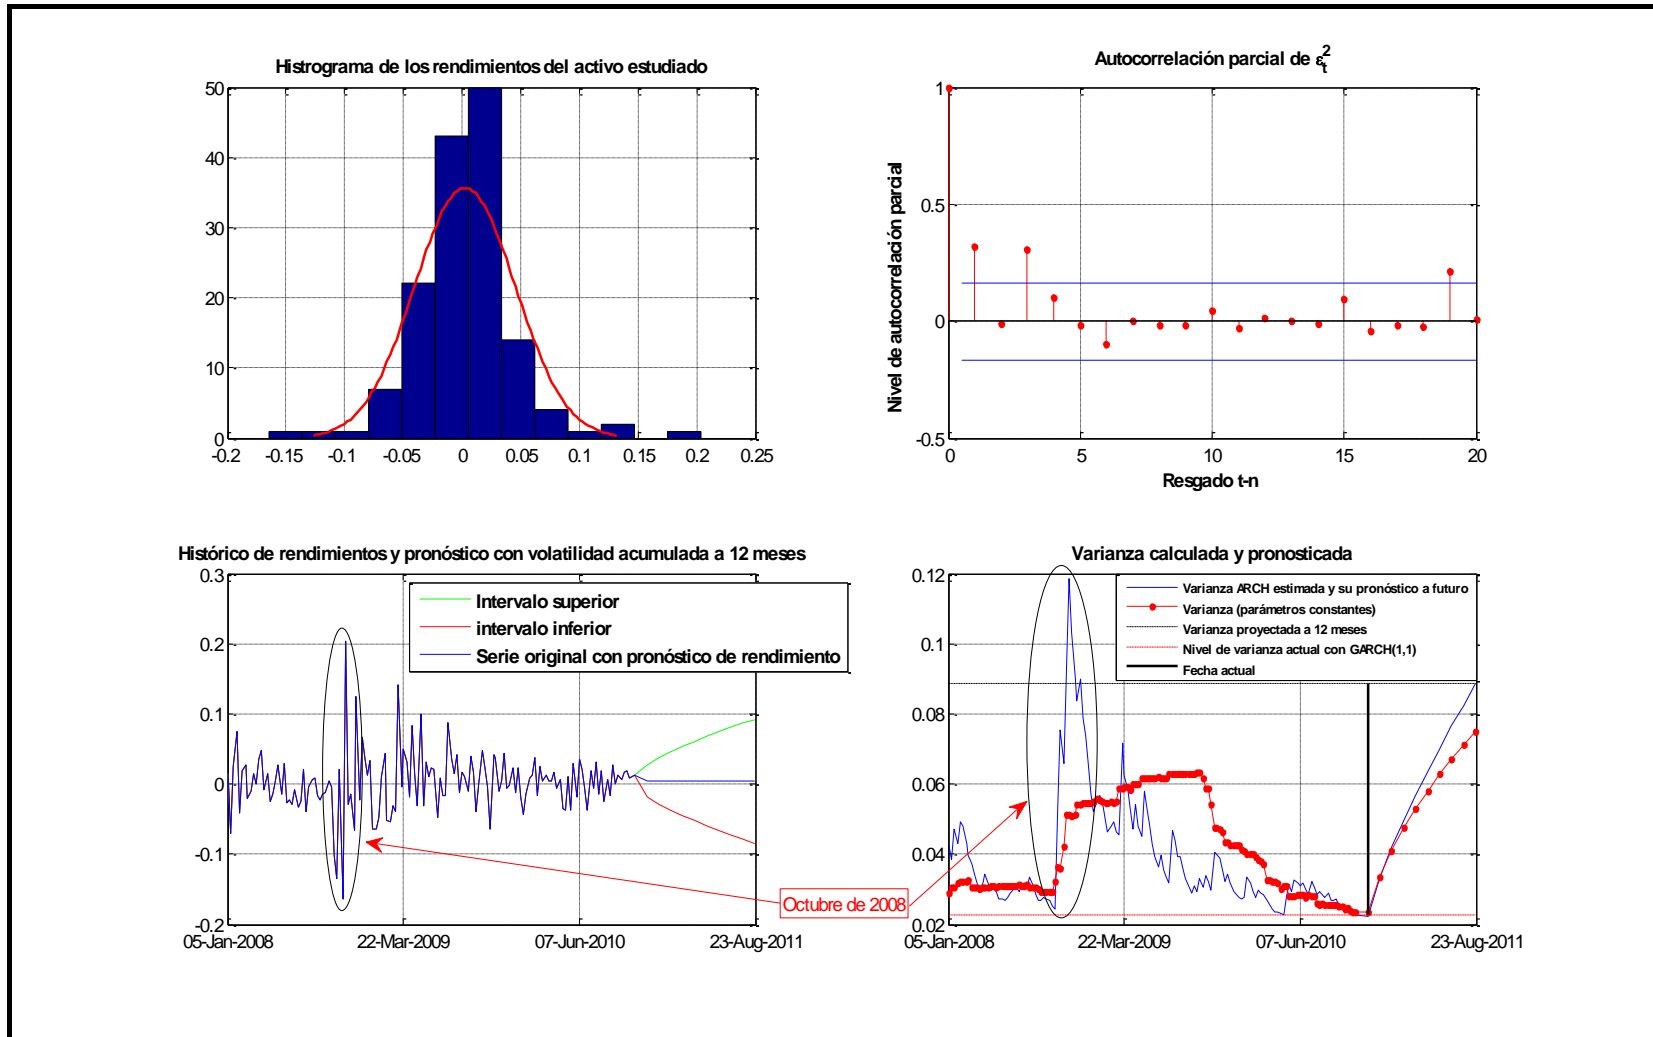 Histrograma de los rendimientos del activo estudiado
50
40
30
20
10
0
-0.2 -0.15 -0.1 -0.05 0 0.05 0.1 0.15 0.2 0.25
Autocorrelación parcial de ε²t
Nivel de autocorrelación parcial
1
0.5
0
-0.5
0 5 10 15 20
Resgado t-n
Histórico de rendimientos y pronóstico con volatilidad acumulada a 12 meses
0.3
0.2
0.1
0
-0.1
-0.2
05-Jan-2008 22-Mar-2009 07-Jun-2010 23-Aug-2011
Intervalo superior
intervalo inferior
Serie original con pronóstico de rendimiento
Octubre de 2008
Varianza calculada y pronosticada
0.12
0.1
0.08
0.06
0.04
0.02
05-Jan-2008 22-Mar-2009 07-Jun-2010 23-Aug-2011
Varianza ARCH estimada y su pronóstico a futuro
Varianza (parámetros constantes)
Varianza proyectada a 12 meses
Nivel de varianza actual con GARCH(1,1)
Fecha actual